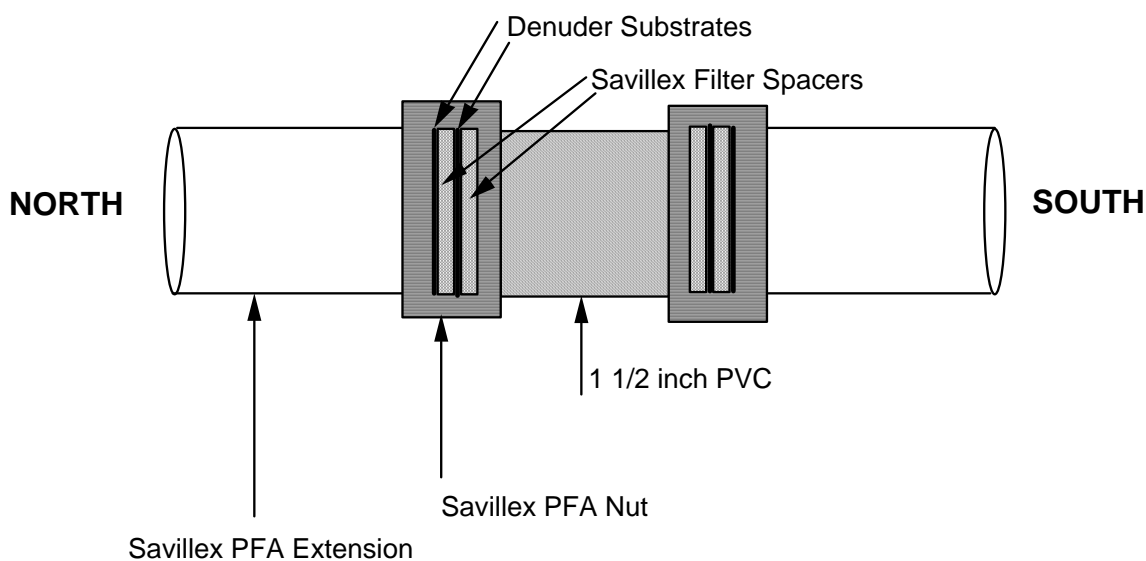 Denuder Substrates
Savillex Filter Spacers
NORTH
SOUTH
1 1/2 inch PVC
Savillex PFA Nut
Savillex PFA Extension